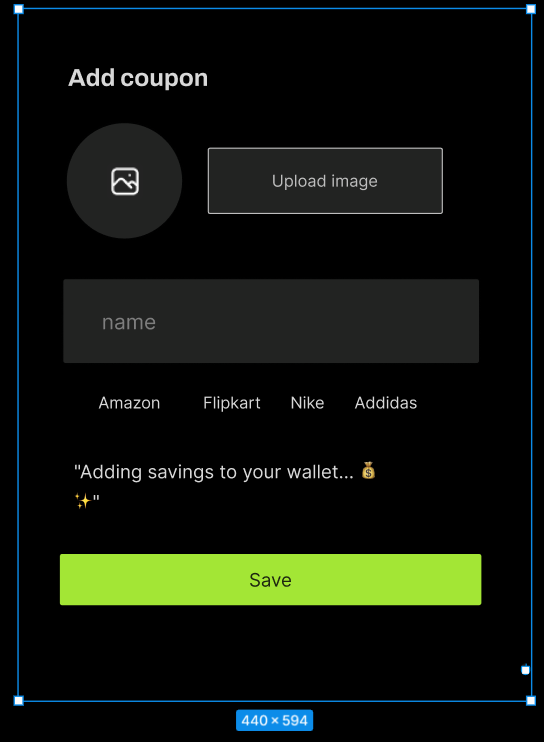 Add coupon
Upload image
name
Amazon Flipkart Nike Addidas
"Adding savings to your wallet... 💰
✨"
Save
440 × 594